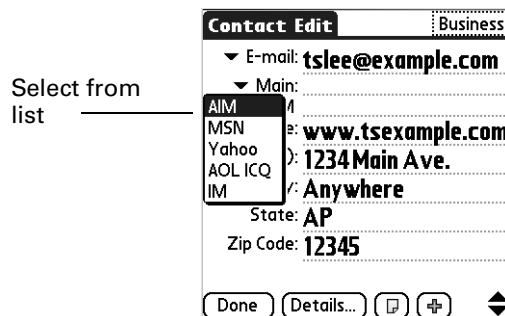 Contact Edit Business
E-mail: tslee@example.com
Main:
Select from
list
AIM
MSN
Yahoo
AOL ICQ
IM
M
e: www.tsexample.com
): 1234 Main Ave.
y: Anywhere
State: AP
Zip Code: 12345
Done Details...